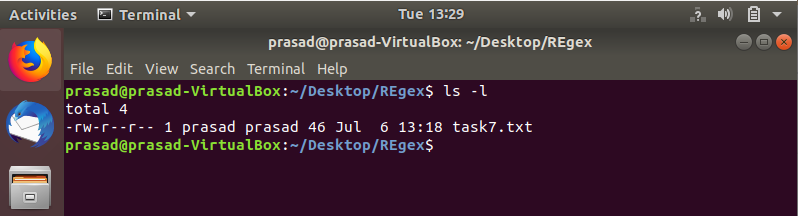 Activities Terminal Tue 13:29
prasad@prasad-VirtualBox: ~/Desktop/REgex
File Edit View Search Terminal Help
prasad@prasad-VirtualBox:~/Desktop/REgex$ ls -l
total 4
-rw-r--r-- 1 prasad prasad 46 Jul  6 13:18 task7.txt
prasad@prasad-VirtualBox:~/Desktop/REgex$